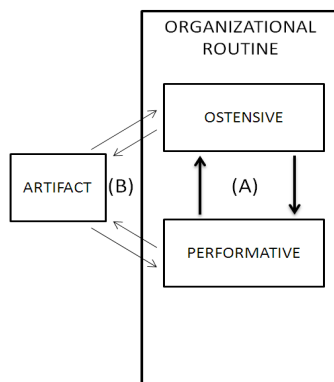 ORGANIZATIONAL
ROUTINE
OSTENSIVE
ARTIFACT
(B)
(A)
PERFORMATIVE